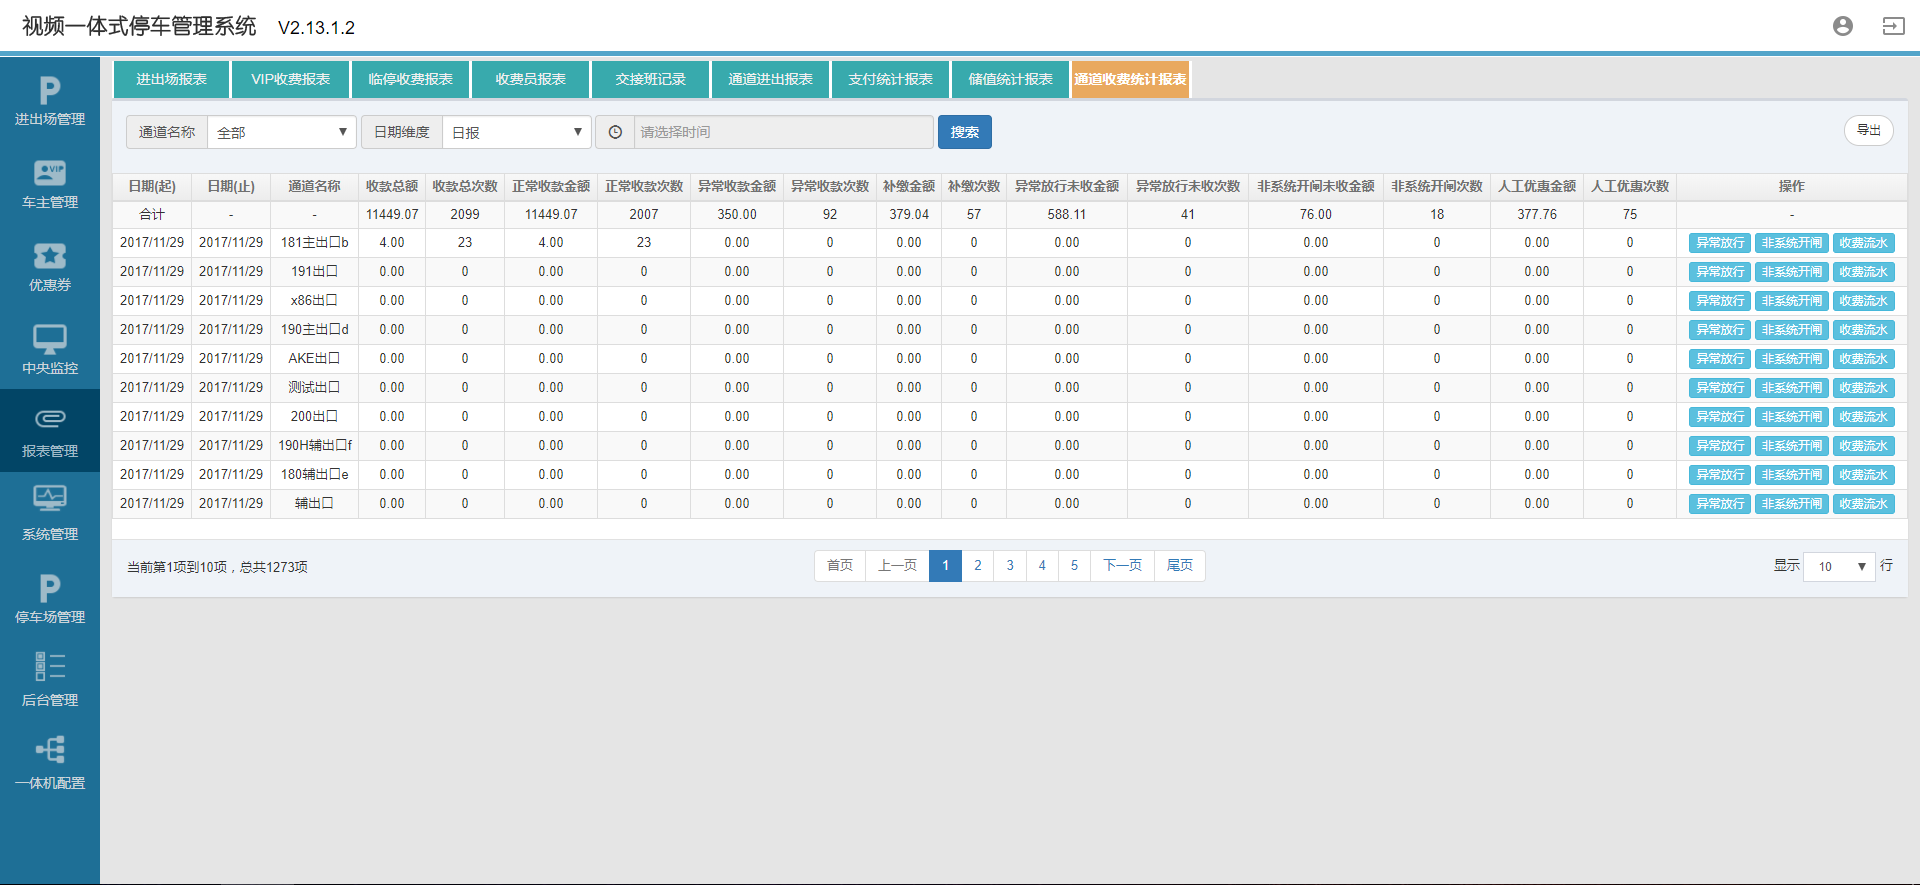 视频一体式停车管理系统 V2.13.1.2
进出场管理
车主管理
优惠券
中央监控
报表管理
系统管理
停车场管理
后台管理
一体机配置
进出场报表 VIP收费报表 临停收费报表 收费员报表 交接班记录 通道进出报表 支付统计报表 储值统计报表 通道收费统计报表
通道名称 全部 ▼ 日期维度 日报 ▼ 请选择时间 搜索 导出
日期(起) 日期(止) 通道名称 收款总额 收款总次数 正常收款金额 正常收款次数 异常收款金额 异常收款次数 补缴金额 补缴次数 异常放行未收金额 异常放行未收次数 非系统开闸未收金额 非系统开闸次数 人工优惠金额 人工优惠次数 操作
合计 - - 11449.07 2099 11449.07 2007 350.00 92 379.04 57 588.11 41 76.00 18 377.76 75 -
2017/11/29 2017/11/29 181主出口b 4.00 23 4.00 23 0.00 0 0.00 0 0.00 0 0.00 0 0.00 0 异常放行 非系统开闸 收费流水
2017/11/29 2017/11/29 191出口 0.00 0 0.00 0 0.00 0 0.00 0 0.00 0 0.00 0 0.00 0 异常放行 非系统开闸 收费流水
2017/11/29 2017/11/29 x86出口 0.00 0 0.00 0 0.00 0 0.00 0 0.00 0 0.00 0 0.00 0 异常放行 非系统开闸 收费流水
2017/11/29 2017/11/29 190主出口d 0.00 0 0.00 0 0.00 0 0.00 0 0.00 0 0.00 0 0.00 0 异常放行 非系统开闸 收费流水
2017/11/29 2017/11/29 AKE出口 0.00 0 0.00 0 0.00 0 0.00 0 0.00 0 0.00 0 0.00 0 异常放行 非系统开闸 收费流水
2017/11/29 2017/11/29 测试出口 0.00 0 0.00 0 0.00 0 0.00 0 0.00 0 0.00 0 0.00 0 异常放行 非系统开闸 收费流水
2017/11/29 2017/11/29 200出口 0.00 0 0.00 0 0.00 0 0.00 0 0.00 0 0.00 0 0.00 0 异常放行 非系统开闸 收费流水
2017/11/29 2017/11/29 190H辅出口f 0.00 0 0.00 0 0.00 0 0.00 0 0.00 0 0.00 0 0.00 0 异常放行 非系统开闸 收费流水
2017/11/29 2017/11/29 180辅出口e 0.00 0 0.00 0 0.00 0 0.00 0 0.00 0 0.00 0 0.00 0 异常放行 非系统开闸 收费流水
2017/11/29 2017/11/29 辅出口 0.00 0 0.00 0 0.00 0 0.00 0 0.00 0 0.00 0 0.00 0 异常放行 非系统开闸 收费流水
当前第1项到10项，总共1273项 首页 上一页 1 2 3 4 5 下一页 尾页 显示 10 ▼ 行